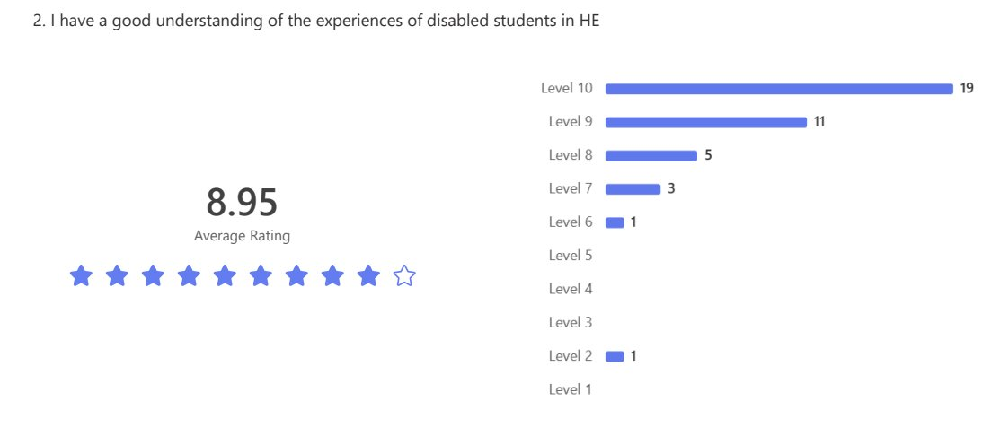 2. I have a good understanding of the experiences of disabled students in HE
8.95
Average Rating
Level 10 19
Level 9 11
Level 8 5
Level 7 3
Level 6 1
Level 5
Level 4
Level 3
Level 2 1
Level 1